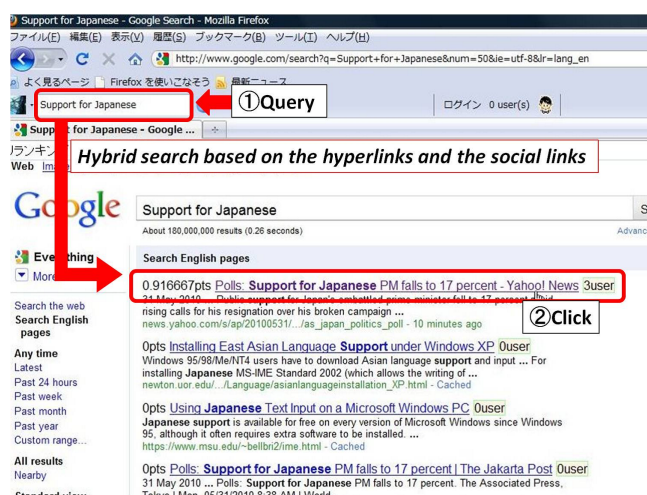 Support for Japanese - Google Search - Mozilla Firefox
ファイル(F) 編集(E) 表示(V) 履歴(S) ブックマーク(B) ツール(T) ヘルプ(H)
http://www.google.com/search?q=Support+for+Japanese&num=50&ie=utf-8&lr=lang_en
よく見るページ Firefox を使いこなそう 最新ニュース
Support for Japanese
①Query
ログイン 0 user(s)
Support for Japanese - Google ...
Hybrid search based on the hyperlinks and the social links
Web
Google
Support for Japanese
About 180,000,000 results (0.26 seconds)
Advanc
Everything
More
Search English pages
0.916667pts Polls: Support for Japanese PM falls to 17 percent - Yahoo! News 3user
31 May 2010 ... Public support for Japan's embattled prime minister fell to 17 percent
rising calls for his resignation over his broken campaign ...
news.yahoo.com/s/ap/20100531/.../as_japan_politics_poll - 10 minutes ago
②Click
Search the web
Search English
pages
Any time
Latest
Past 24 hours
Past week
Past month
Past year
Custom range...
All results
Nearby
Standard view
0pts Installing East Asian Language Support under Windows XP 0user
Windows 95/98/Me/NT4 users have to download Asian language support and input ... For
installing Japanese MS-IME Standard 2002 (which allows the writing of ...
newton.uor.edu/.../Language/asianlanguageinstallation_XP.html - Cached
0pts Using Japanese Text Input on a Microsoft Windows PC 0user
Japanese support is available for free on every version of Microsoft Windows since Windows
95, although it often requires extra software to be installed. ...
https://www.msu.edu/~bellbri2/ime.html - Cached
0pts Polls: Support for Japanese PM falls to 17 percent | The Jakarta Post 0user
31 May 2010 ... Polls: Support for Japanese PM falls to 17 percent. The Associated Press,
Tokyo | Mon, 05/31/2010 8:38 AM | World